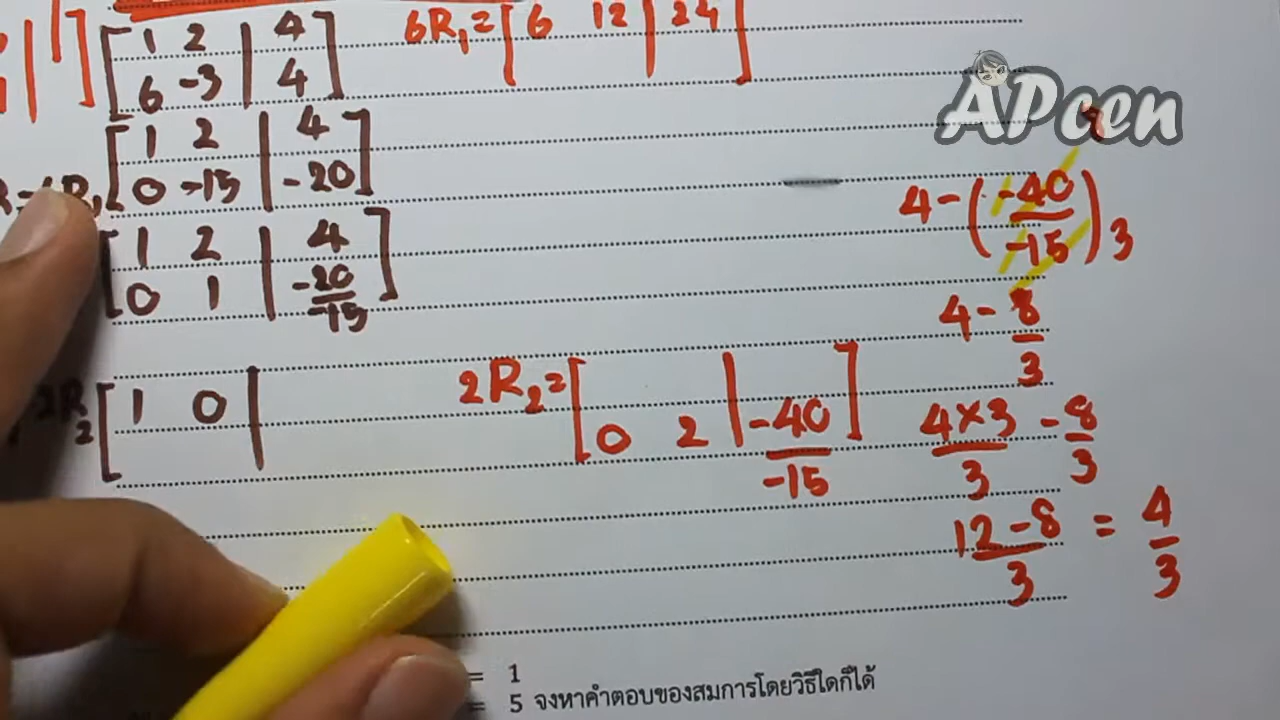 1 2 | 4 6R₁ = [ 6 12 | 24 ]
6 -3 | 4
APcen
1 2 | 4
0 -15 | -20
4 - (-40/-15) 3
1 2 | 4
0 1 | -20/-15
4 - 8/3
2R₂ [ 1 0 | 2R₂ = [ 0 2 | -40/-15 ]
4×3/3 - 8/3
12-8/3 = 4/3
= 1
= 5 จงหาคำตอบของสมการโดยวิธีใดก็ได้